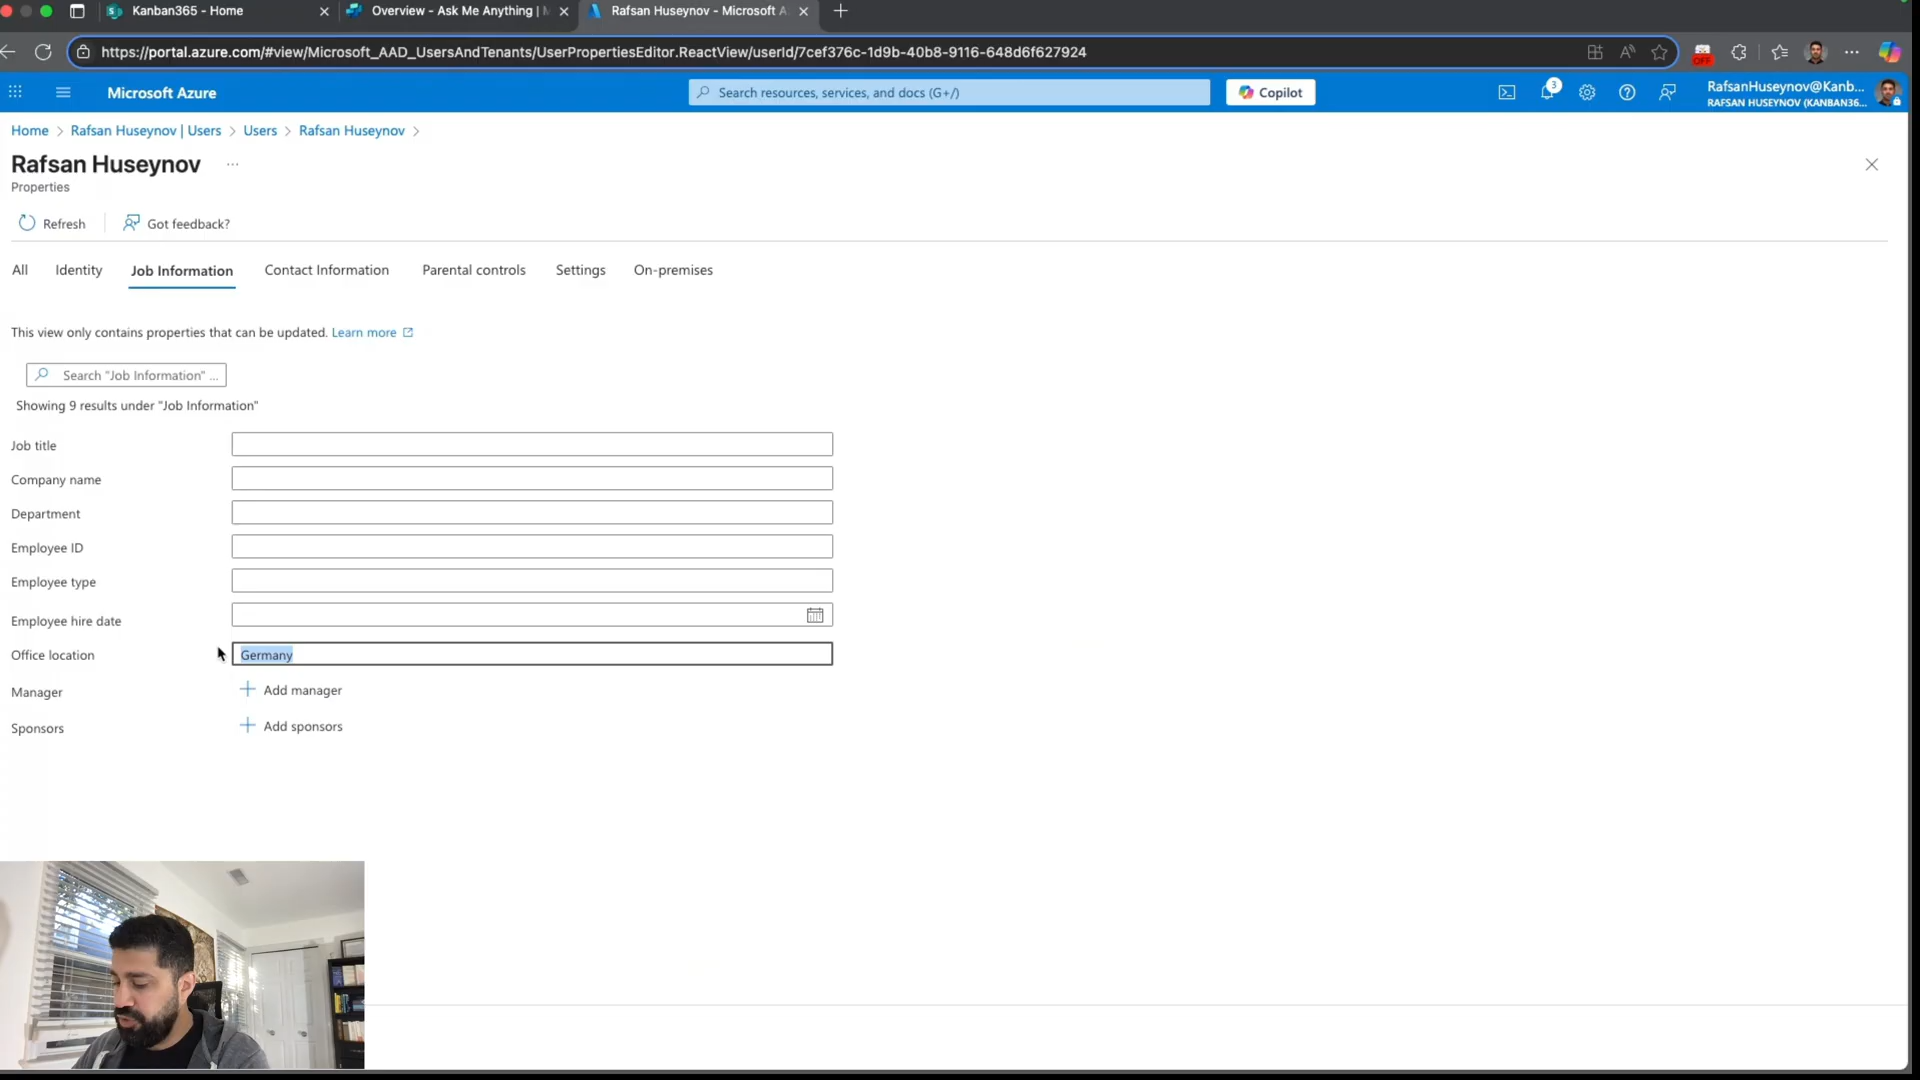 Kanban365 - Home
Overview - Ask Me Anything |
Rafsan Huseynov - Microsoft A
https://portal.azure.com/#view/Microsoft_AAD_UsersAndTenants/UserPropertiesEditor.ReactView/userId/7cef376c-1d9b-40b8-9116-648d6f627924
OFF
Microsoft Azure
Search resources, services, and docs (G+/)
Copilot
3
RafsanHuseynov@Kanb...
RAFSAN HUSEYNOV (KANBAN36...
Home > Rafsan Huseynov | Users > Users > Rafsan Huseynov >
Rafsan Huseynov ...
Properties
Refresh
Got feedback?
All
Identity
Job Information
Contact Information
Parental controls
Settings
On-premises
This view only contains properties that can be updated. Learn more
Search "Job Information" ...
Showing 9 results under "Job Information"
Job title
Company name
Department
Employee ID
Employee type
Employee hire date
Office location
Germany
Manager
Add manager
Sponsors
Add sponsors